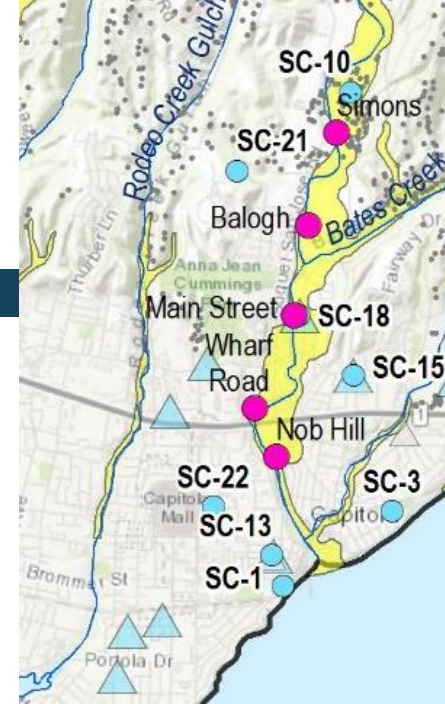 SC-10
Simons
Rodeo Creek Gulch
SC-21
Balogh
Bates Creek
Thurber Ln
Fairway Dr
Anna Jean
Cummings
Main Street
SC-18
Wharf
Road
SC-15
1
Nob Hill
SC-22
Capitola
Mall
SC-3
SC-13
Brommer St
SC-1
Portola Dr